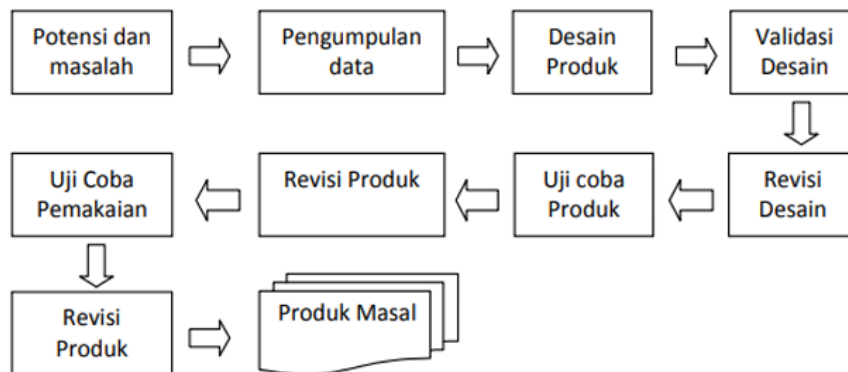 Potensi dan
masalah
Pengumpulan
data
Desain
Produk
Validasi
Desain
Revisi
Desain
Uji coba
Produk
Revisi Produk
Uji Coba
Pemakaian
Revisi
Produk
Produk Masal